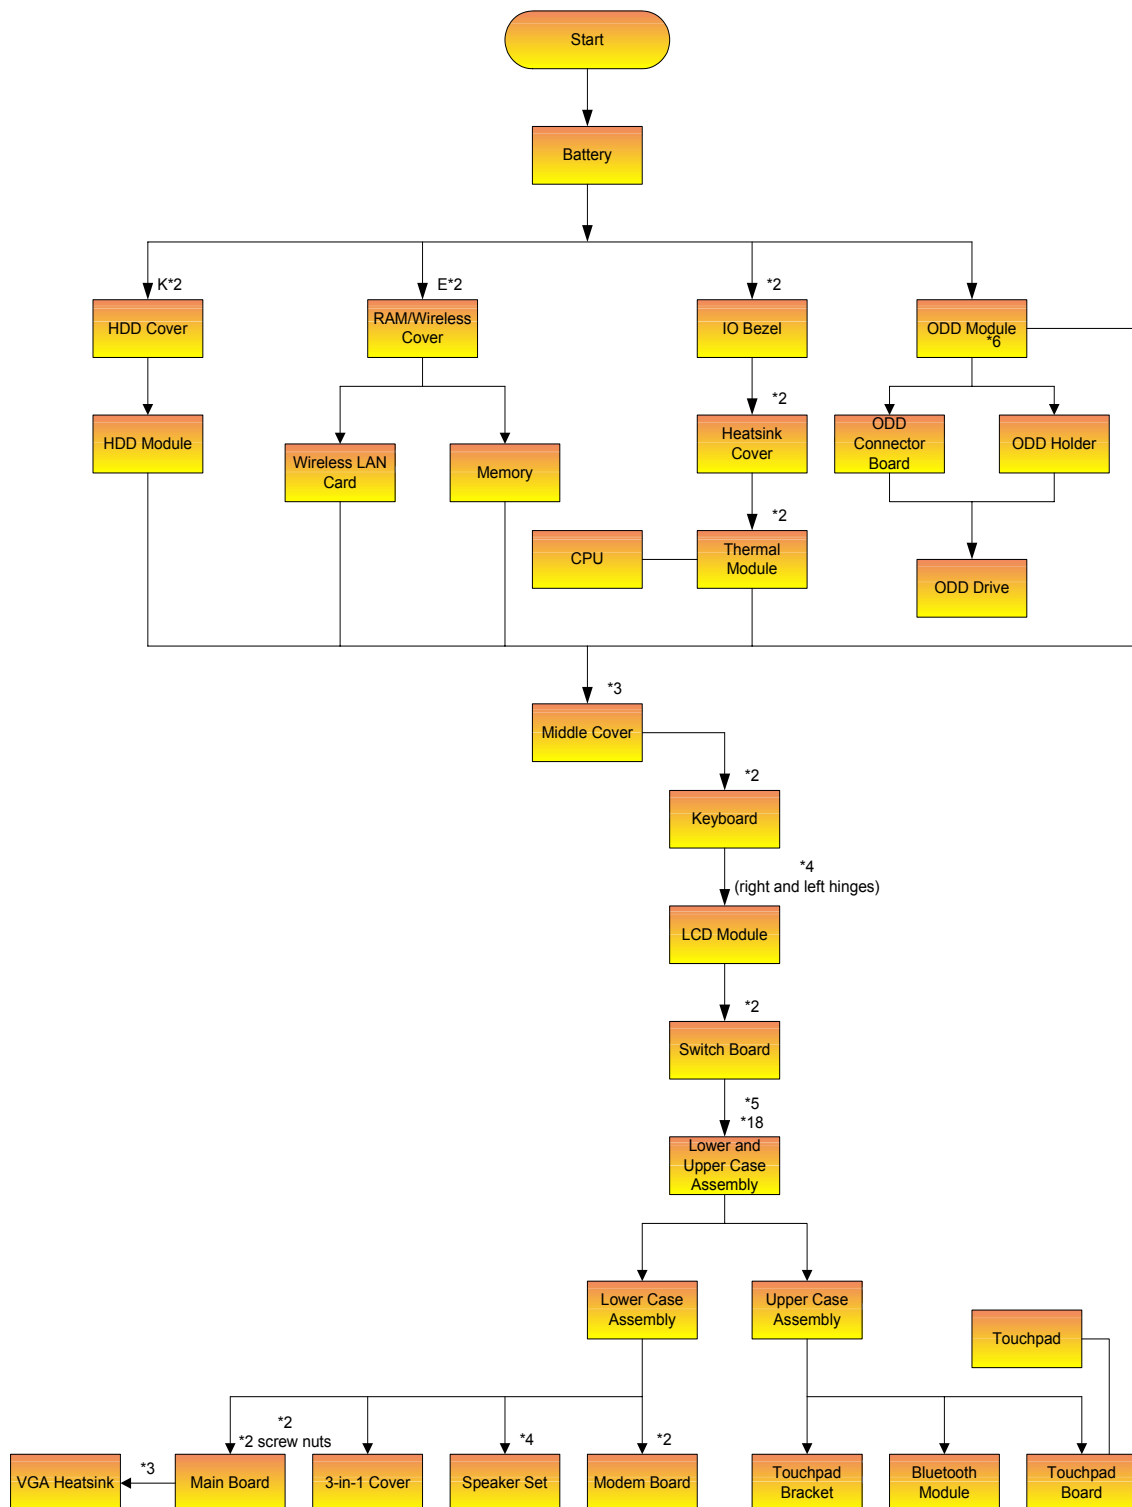 Start
Battery
K*2
E*2
*2
HDD Cover
RAM/Wireless
Cover
IO Bezel
ODD Module
*6
*2
HDD Module
Wireless LAN
Card
Memory
Heatsink
Cover
ODD
Connector
Board
ODD Holder
*2
CPU
Thermal
Module
ODD Drive
*3
Middle Cover
*2
Keyboard
*4
(right and left hinges)
LCD Module
*2
Switch Board
*5
*18
Lower and
Upper Case
Assembly
Lower Case
Assembly
Upper Case
Assembly
Touchpad
*2
*2 screw nuts
*4
*2
VGA Heatsink
*3
Main Board
3-in-1 Cover
Speaker Set
Modem Board
Touchpad
Bracket
Bluetooth
Module
Touchpad
Board